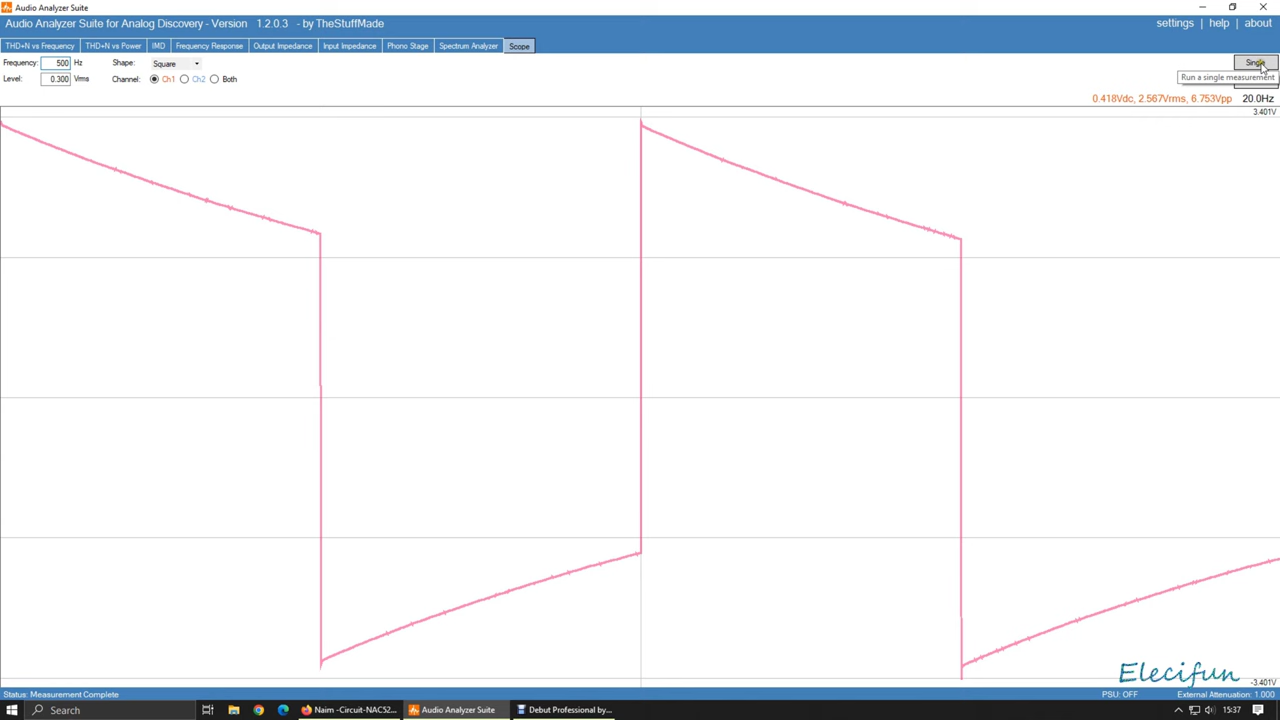 Audio Analyzer Suite
Audio Analyzer Suite for Analog Discovery - Version 1.2.0.3 - by TheStuffMade
settings | help | about
THD+N vs Frequency THD+N vs Power IMD Frequency Response Output Impedance Input Impedance Phono Stage Spectrum Analyzer Scope
Frequency: 500 Hz Shape: Square Single
Level: 0.300 Vrms Channel: Ch1 Ch2 Both
Run a single measurement
0.418Vdc, 2.567Vrms, 6.753Vpp 20.0Hz
3.401V
Elecifun
-3.401V
Status: Measurement Complete PSU: OFF External Attenuation: 1.000
Search Naim -Circuit-NAC52... Audio Analyzer Suite Debut Professional by... 15:37